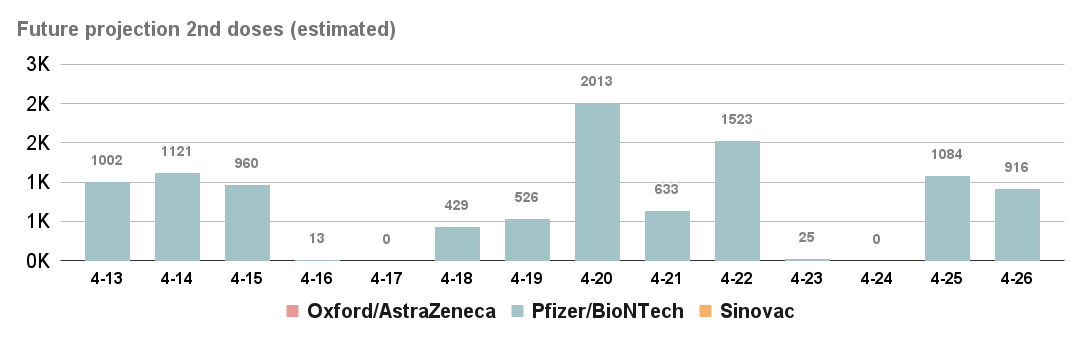 Future projection 2nd doses (estimated)
3K
2K
2K
1K
1K
0K
1002
1121
960
13
0
429
526
2013
633
1523
25
0
1084
916
4-13 4-14 4-15 4-16 4-17 4-18 4-19 4-20 4-21 4-22 4-23 4-24 4-25 4-26
Oxford/AstraZeneca Pfizer/BioNTech Sinovac